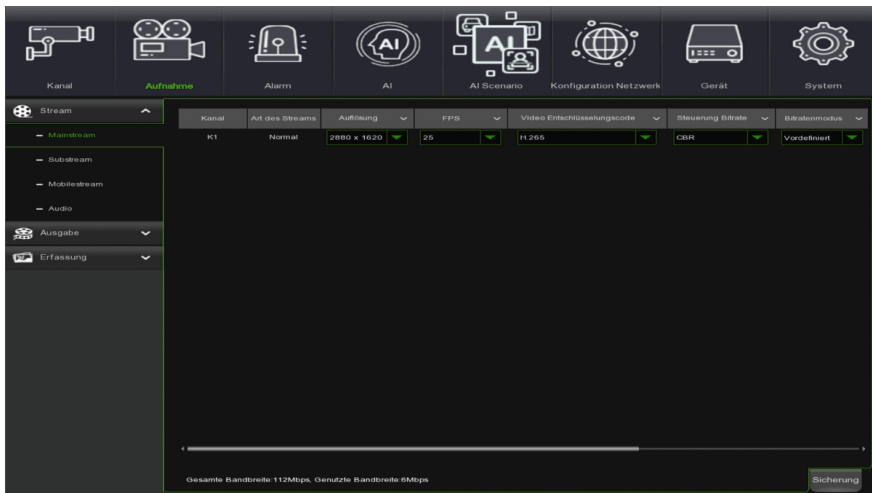 Kanal Aufnahme Alarm AI AI Scenario Konfiguration Netzwerk Gerät System
Stream
Mainstream
Substream
Mobilestream
Audio
Ausgabe
Erfassung
Kanal Art des Streams Auflösung FPS Video Entschlüsselungscode Steuerung Bitrate Bitratenmodus
K1 Normal 2880 x 1620 25 H.265 CBR Vordefiniert
Gesamte Bandbreite:112Mbps, Genutzte Bandbreite:6Mbps
Sicherung